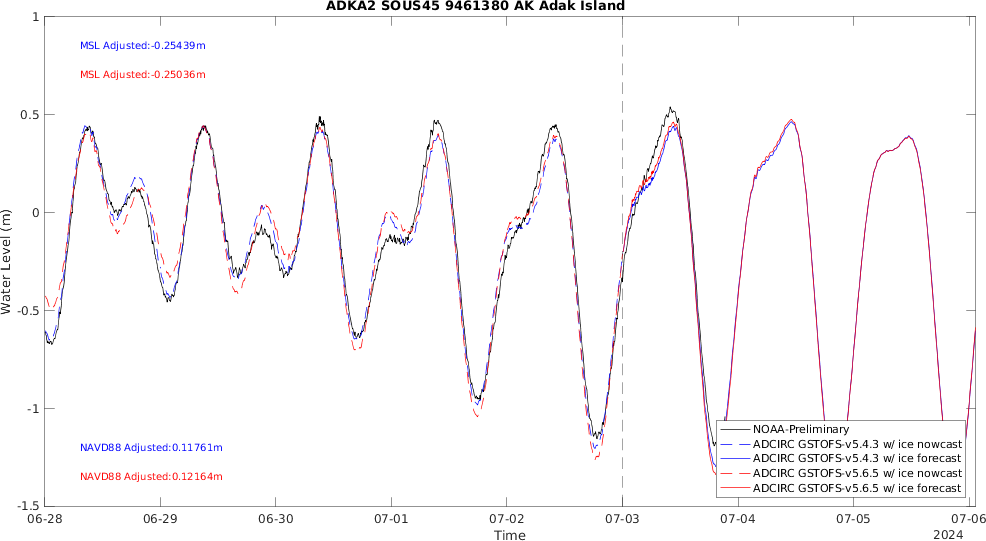 ADKA2 SOUS45 9461380 AK Adak Island
1
MSL Adjusted:-0.25439m
MSL Adjusted:-0.25036m
0.5
0
Water Level (m)
-0.5
-1
NOAA-Preliminary
ADCIRC GSTOFS-v5.4.3 w/ ice nowcast
NAVD88 Adjusted:0.11761m
ADCIRC GSTOFS-v5.4.3 w/ ice forecast
ADCIRC GSTOFS-v5.6.5 w/ ice nowcast
NAVD88 Adjusted:0.12164m
ADCIRC GSTOFS-v5.6.5 w/ ice forecast
-1.5
06-28 06-29 06-30 07-01 07-02 07-03 07-04 07-05 07-06
Time
2024